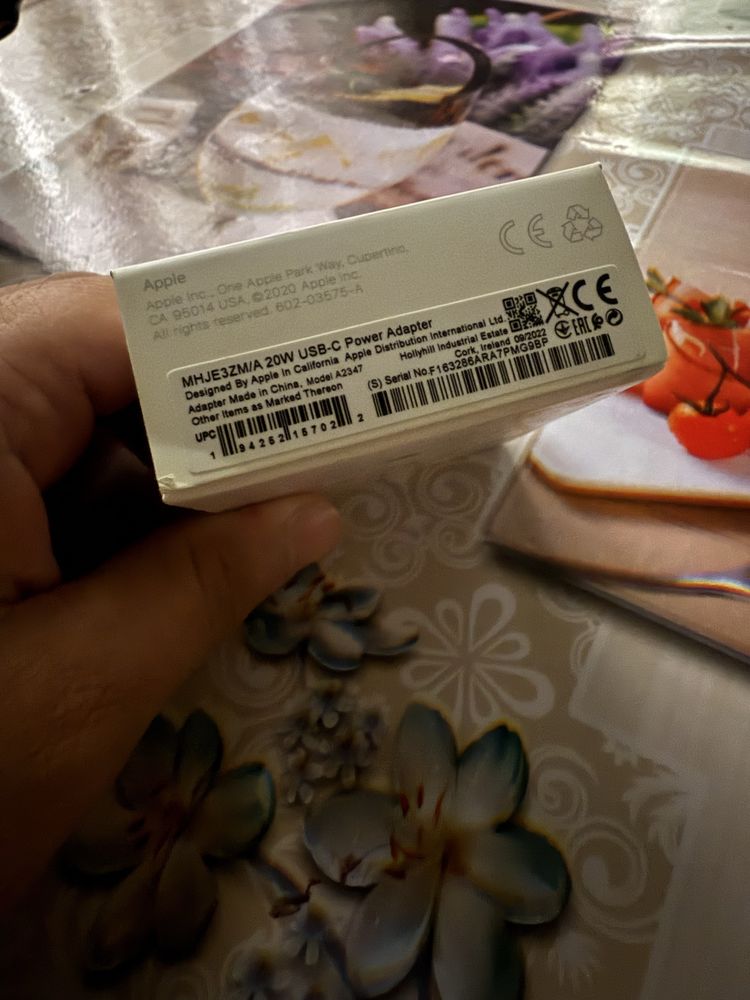 Apple
Apple Inc., One Apple Park Way, Cupertino,
CA 95014 USA. ©2020 Apple Inc.
All rights reserved. 602-03575-A
CE
MHJE3ZM/A 20W USB-C Power Adapter
Designed By Apple In California
Adapter Made in China, Model A2347
Other Items as Marked Thereon
Apple Distribution International Ltd.
Hollyhill Industrial Estate
Cork, Ireland 09/2022
(S) Serial No.F163286ARA7PMG9BP
CE
EAC
UPC
1 94252 15702 2